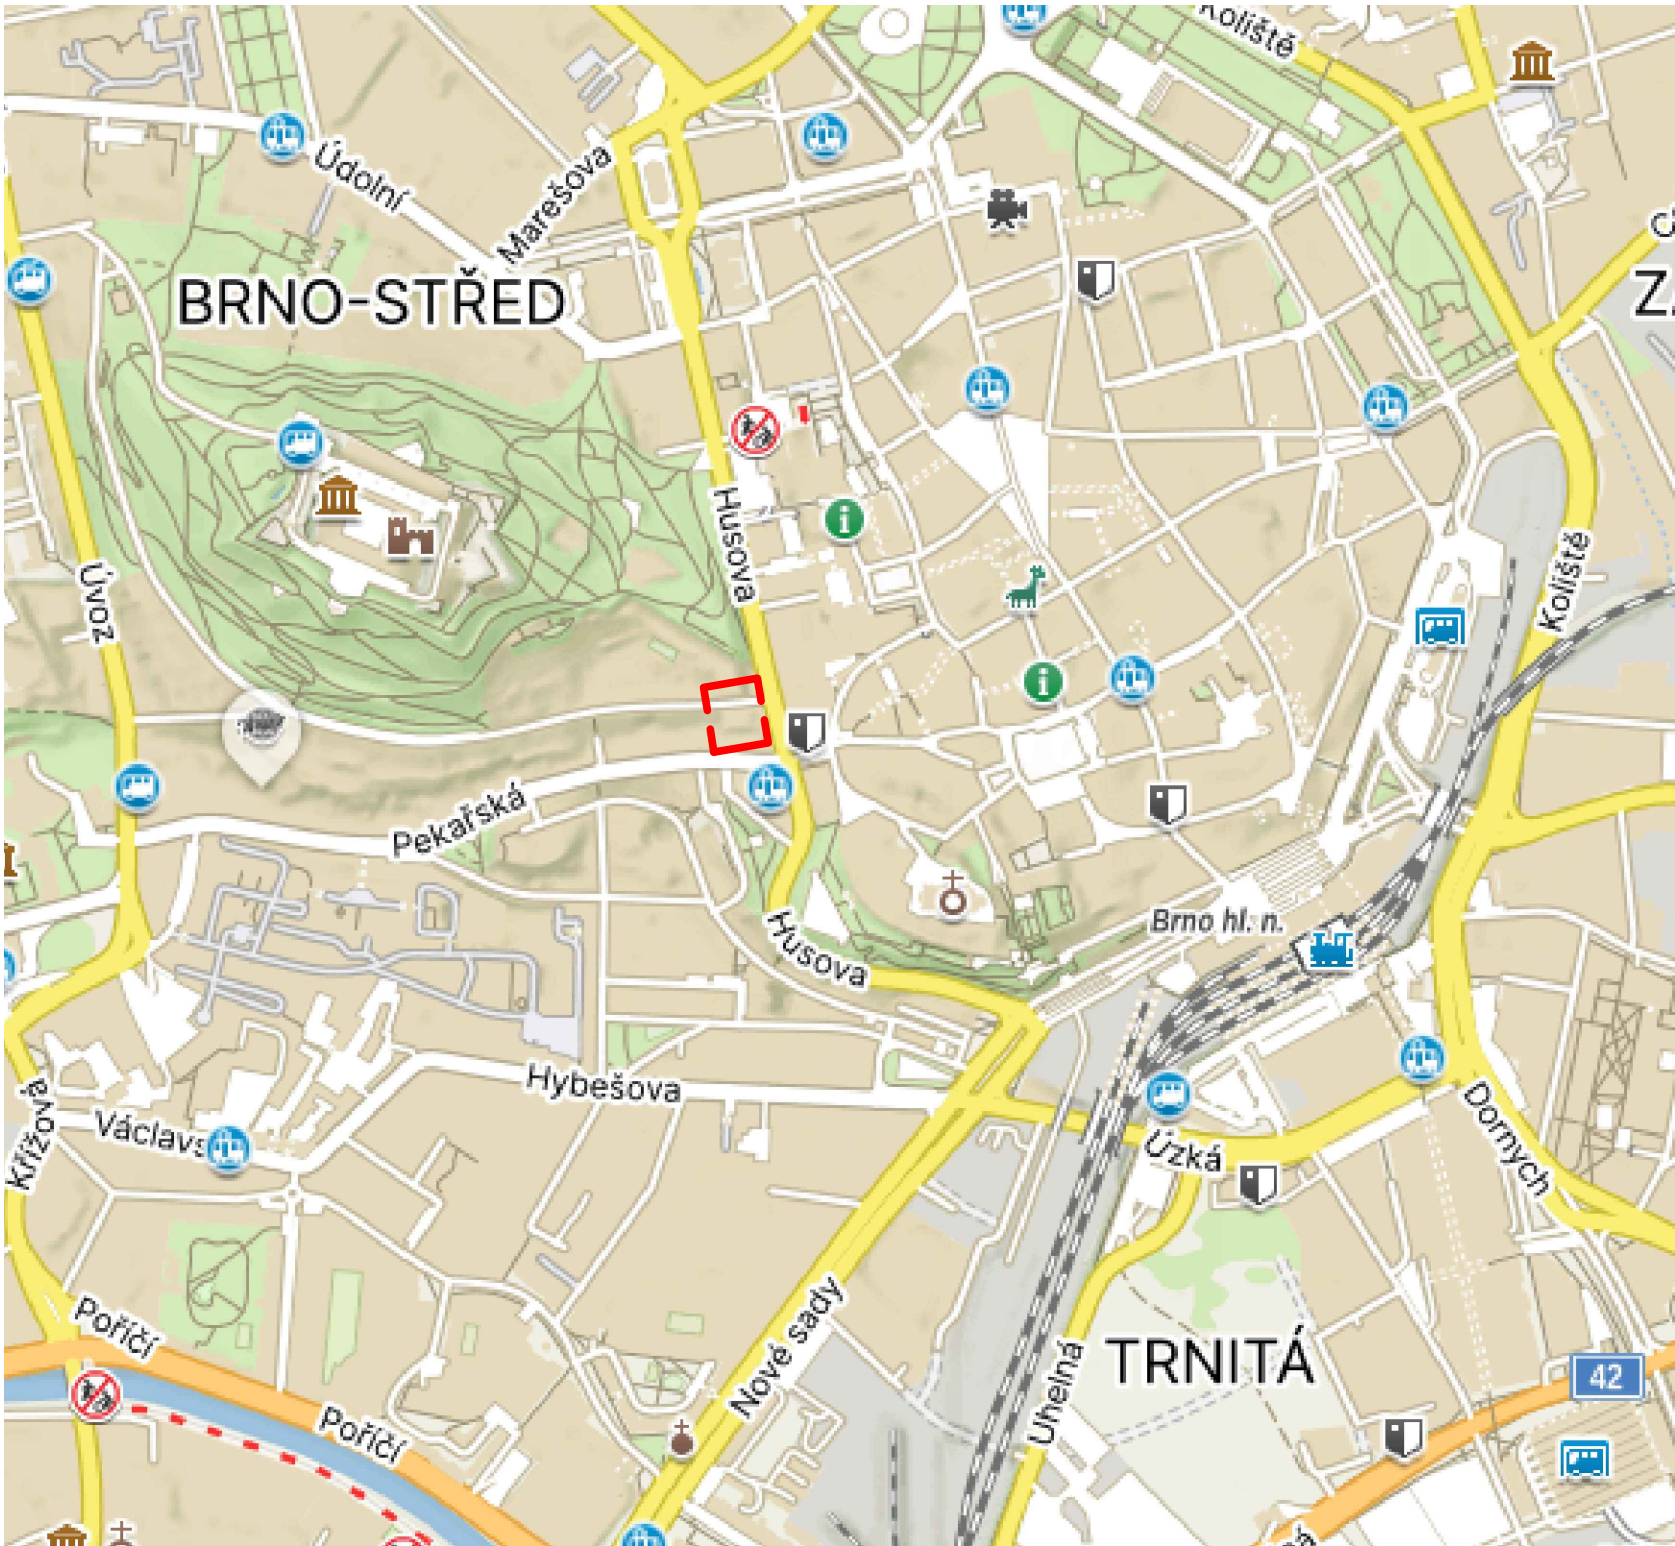 Koliště
Údolní
Marešova
BRNO-STŘED
Z.
Husova
Úvoz
Koliště
Pekařská
Brno hl. n.
Husova
Hybešova
Křížová
Václavs
Úzká
Dornych
Poříčí
Nové sady
Uhelná
TRNITÁ
42
Poříčí